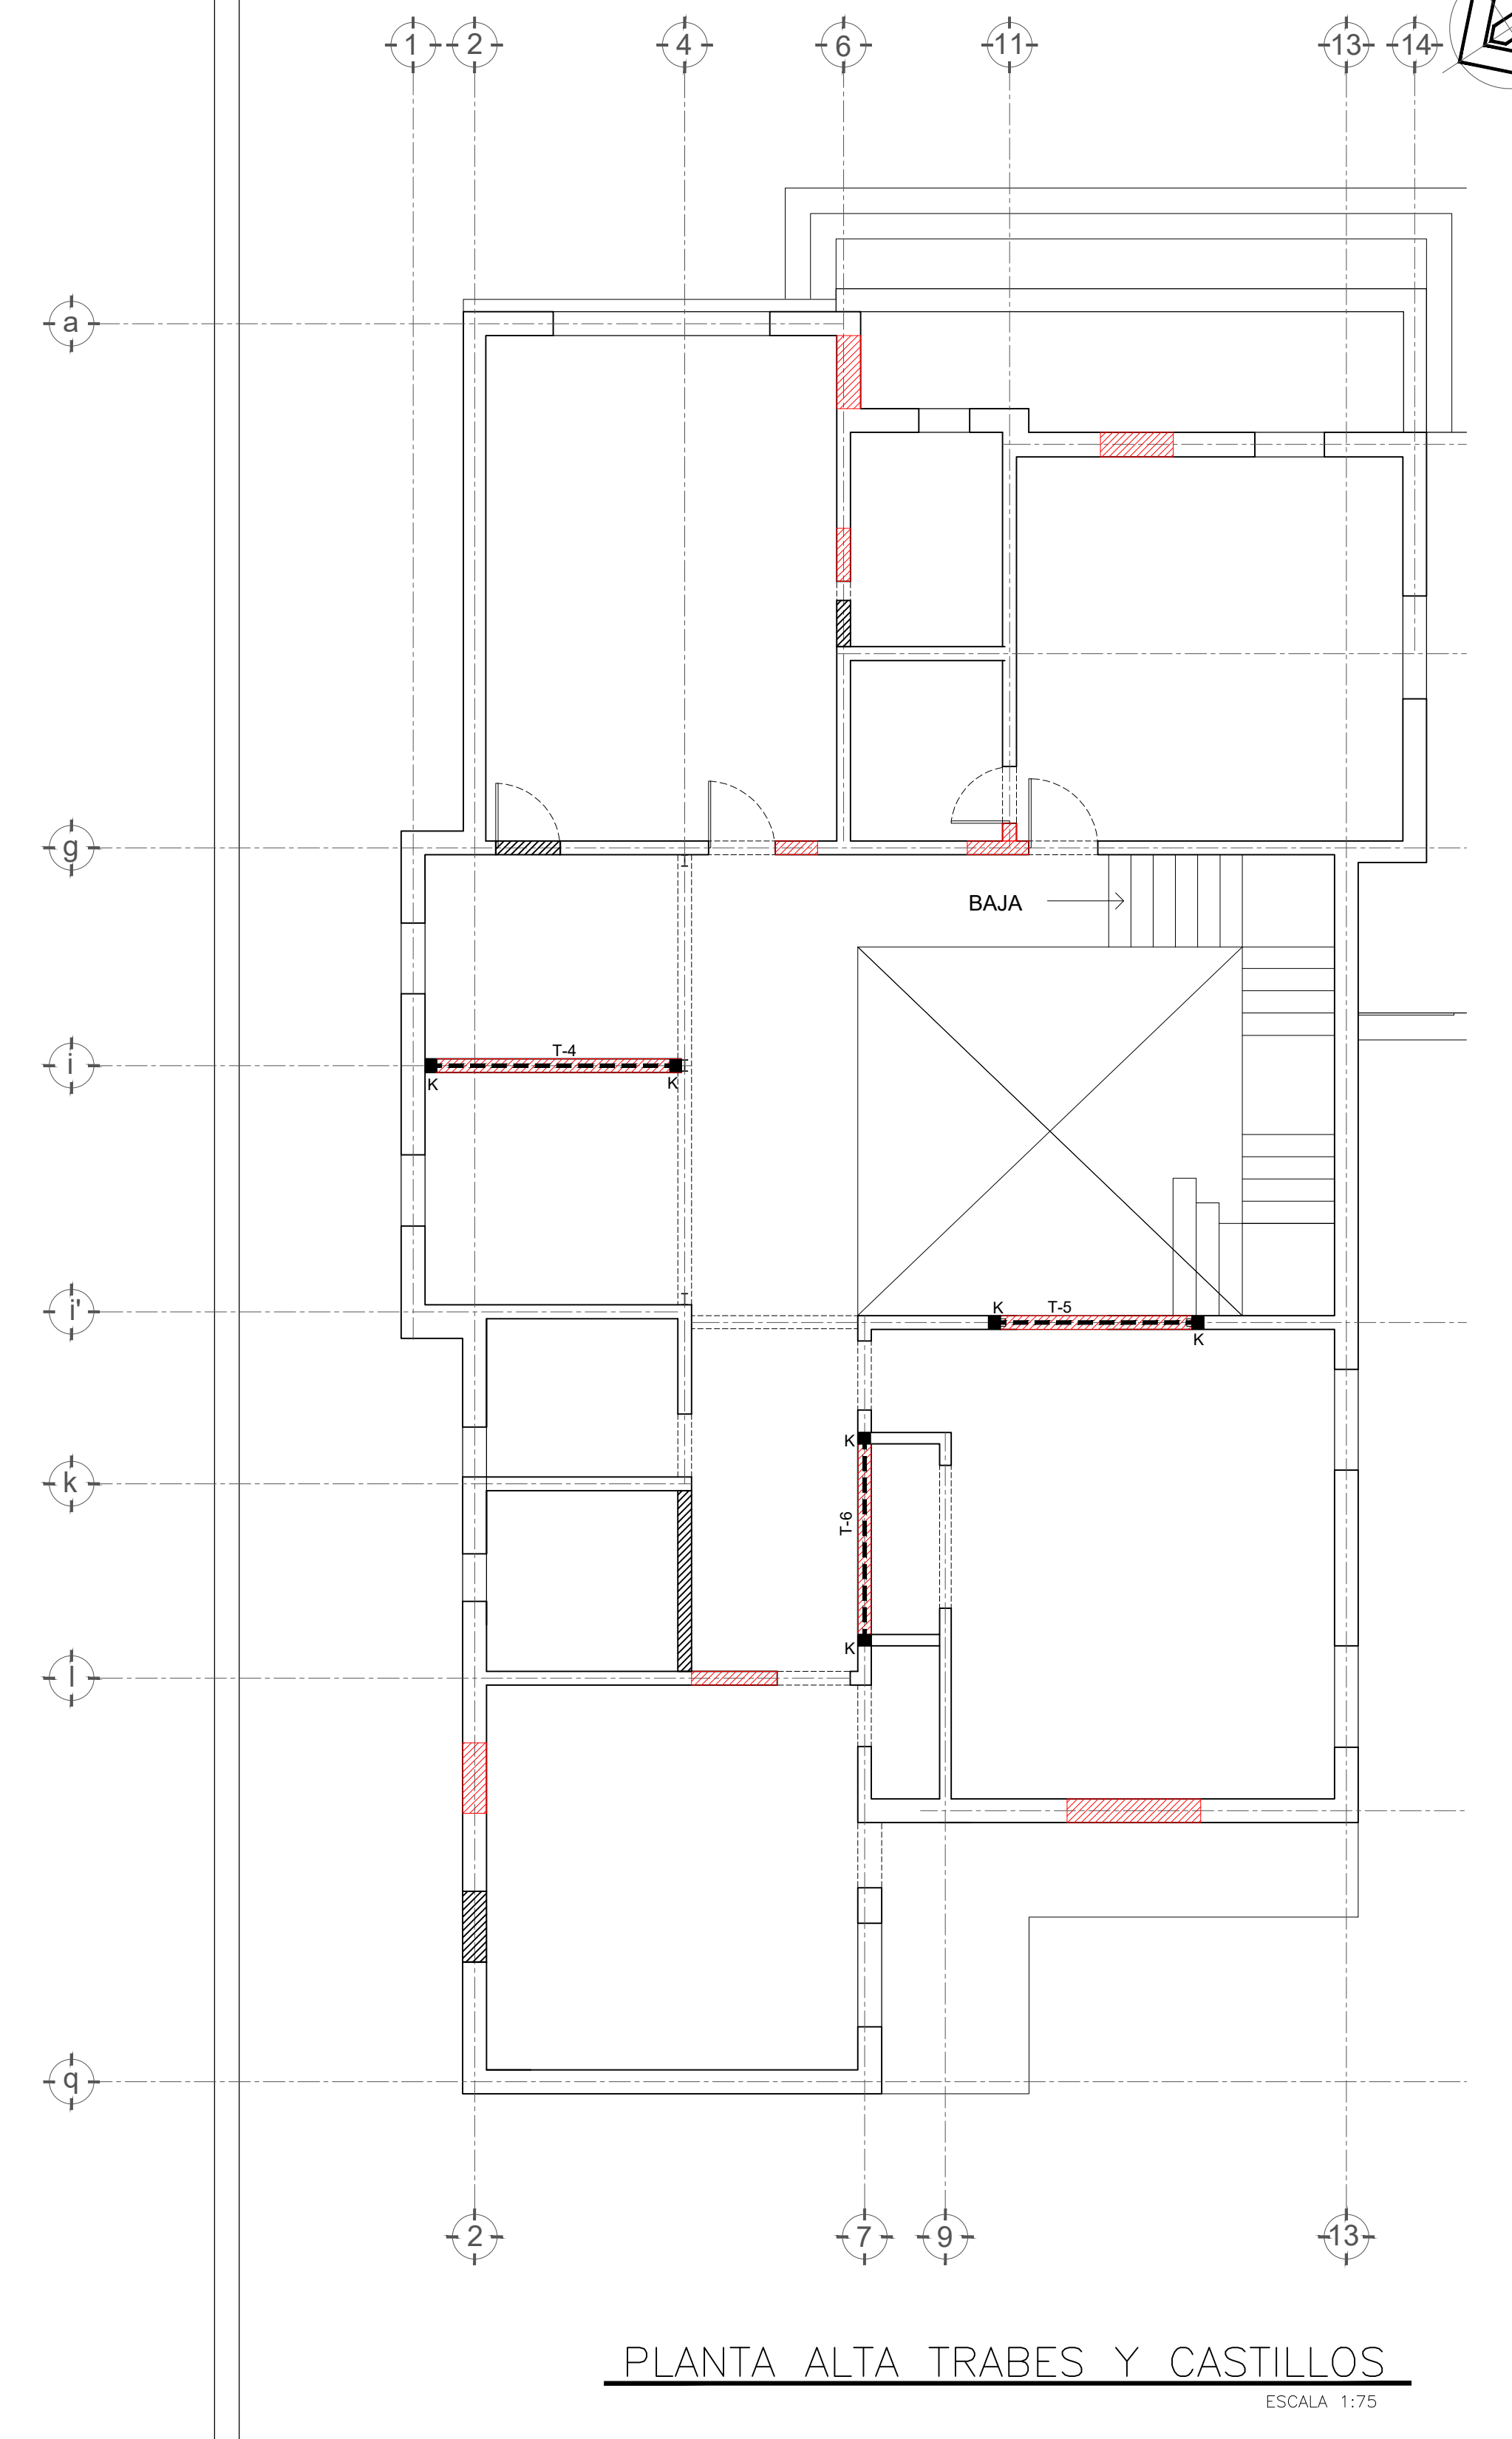 1 2 4 6 11 13 14
a
g
BAJA
i
T-4
K K
i'
K T-5
K
K
k
T-6
K
l
q
2 7 9 13
PLANTA ALTA TRABES Y CASTILLOS
ESCALA 1:75